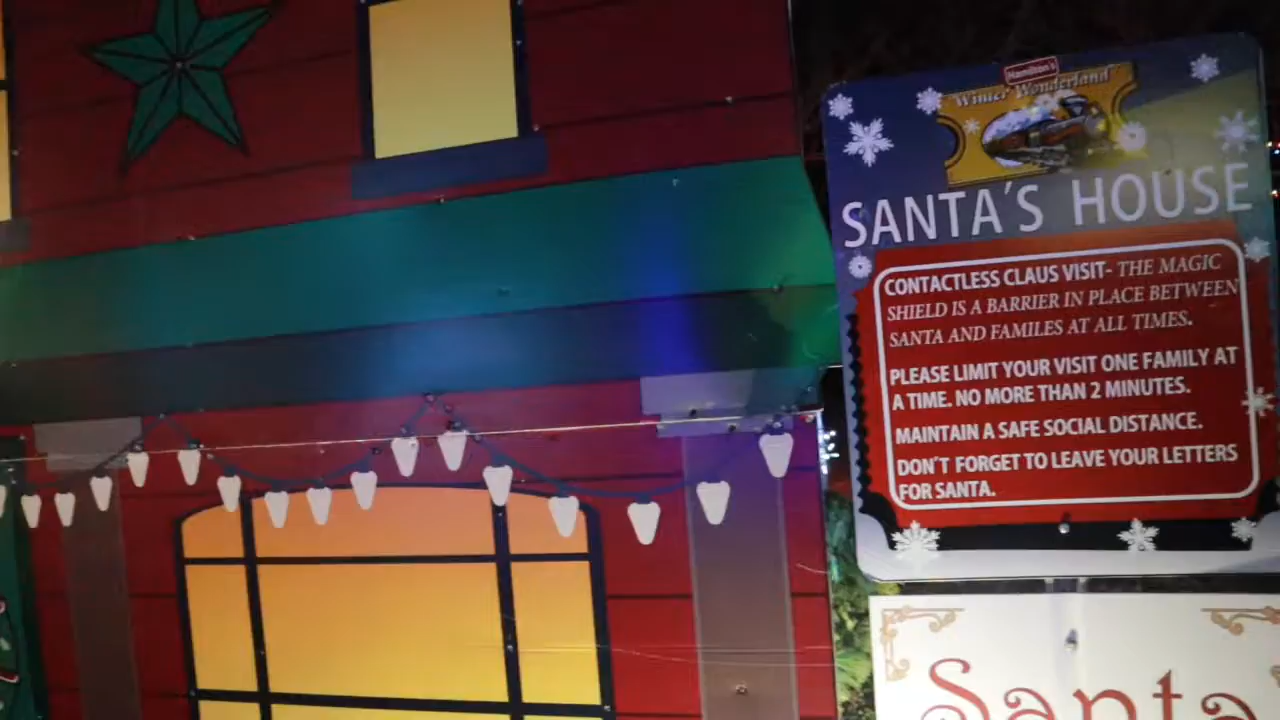 Hamilton's
Winter Wonderland
SANTA'S HOUSE
CONTACTLESS CLAUS VISIT- THE MAGIC
SHIELD IS A BARRIER IN PLACE BETWEEN
SANTA AND FAMILES AT ALL TIMES.
PLEASE LIMIT YOUR VISIT ONE FAMILY AT
A TIME. NO MORE THAN 2 MINUTES.
MAINTAIN A SAFE SOCIAL DISTANCE.
DON'T FORGET TO LEAVE YOUR LETTERS
FOR SANTA.
Santa